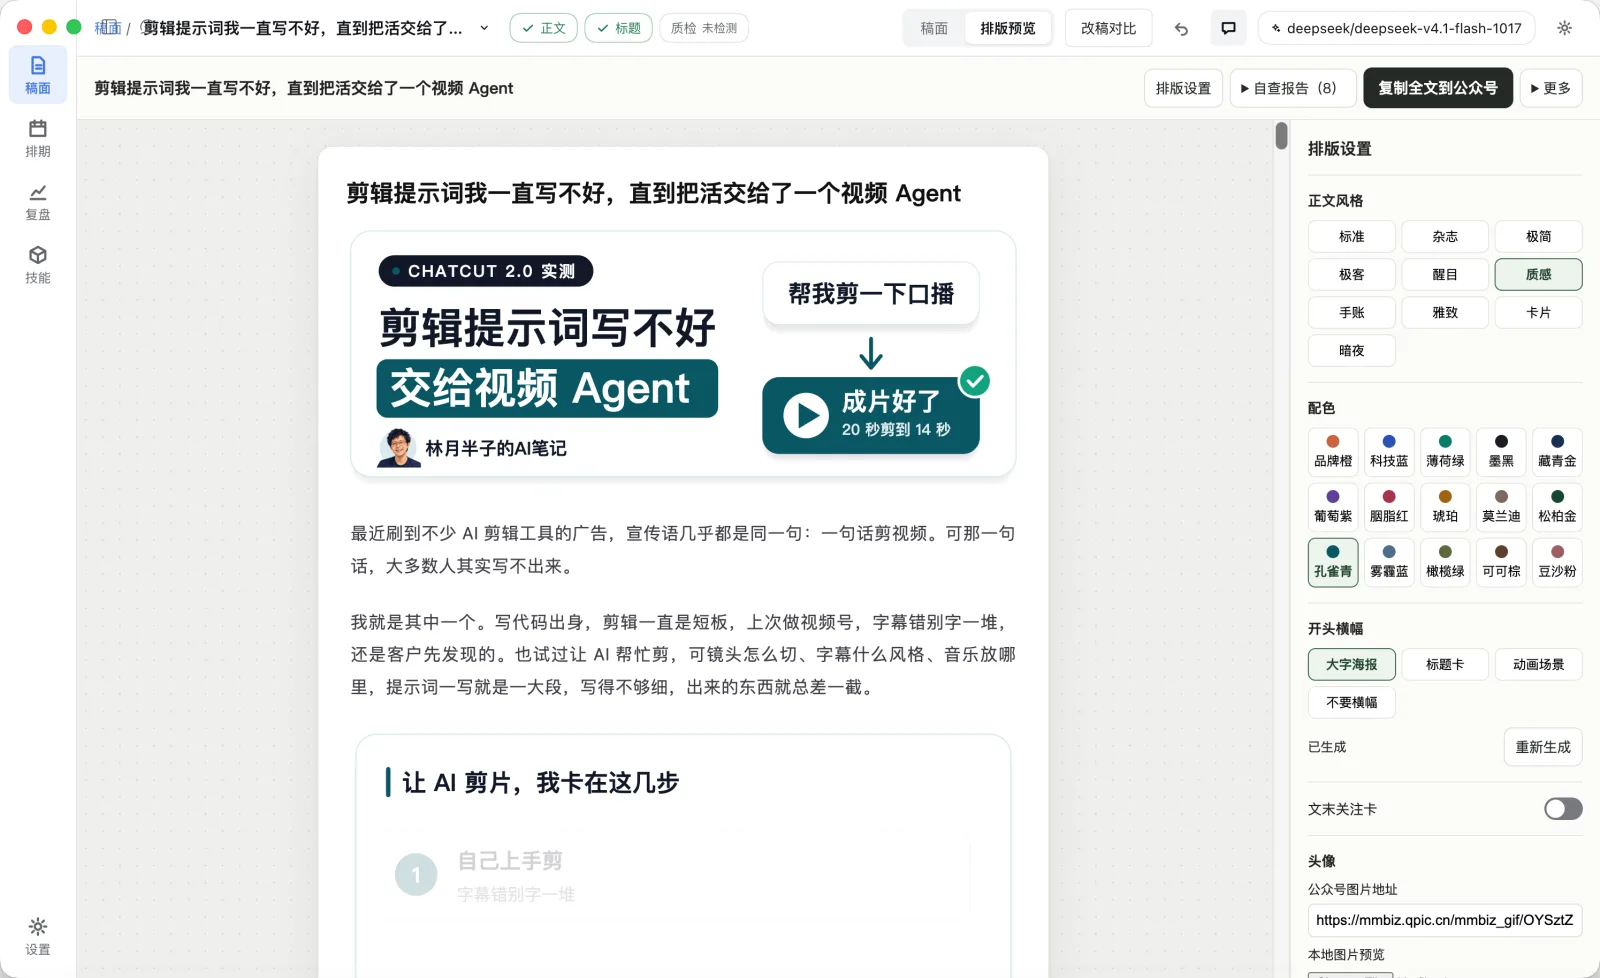 稿面 / 剪辑提示词我一直写不好，直到把活交给了...
正文
标题
质检 未检测
稿面
排版预览
改稿对比
deepseek/deepseek-v4.1-flash-1017
稿面
排期
复盘
技能
设置
剪辑提示词我一直写不好，直到把活交给了一个视频 Agent
排版设置
自查报告（8）
复制全文到公众号
更多
剪辑提示词我一直写不好，直到把活交给了一个视频 Agent
CHATCUT 2.0 实测
剪辑提示词写不好
交给视频 Agent
林月半子的AI笔记
帮我剪一下口播
成片好了
20 秒剪到 14 秒
最近刷到不少 AI 剪辑工具的广告，宣传语几乎都是同一句：一句话剪视频。可那一句
话，大多数人其实写不出来。
我就是其中一个。写代码出身，剪辑一直是短板，上次做视频号，字幕错别字一堆，
还是客户先发现的。也试过让 AI 帮忙剪，可镜头怎么切、字幕什么风格、音乐放哪
里，提示词一写就是一大段，写得不够细，出来的东西就总差一截。
让 AI 剪片，我卡在这几步
1
自己上手剪
字幕错别字一堆
排版设置
正文风格
标准 杂志 极简
极客 醒目 质感
手账 雅致 卡片
暗夜
配色
品牌橙 科技蓝 薄荷绿 墨黑 藏青金
葡萄紫 胭脂红 琥珀 莫兰迪 松柏金
孔雀青 雾霾蓝 橄榄绿 可可棕 豆沙粉
开头横幅
大字海报 标题卡 动画场景
不要横幅
已生成
重新生成
文末关注卡
头像
公众号图片地址
https://mmbiz.qpic.cn/mmbiz_gif/OYSztZ
本地图片预览